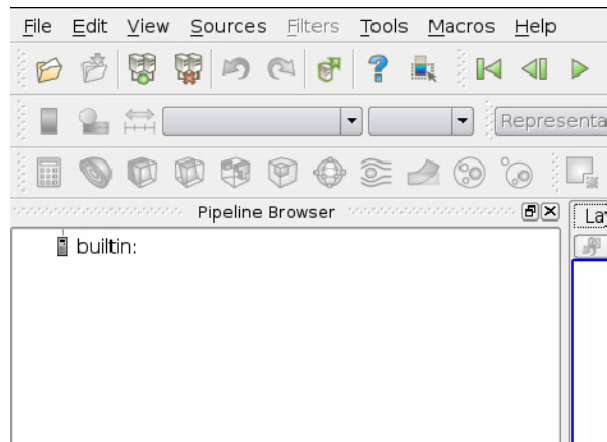 File Edit View Sources Filters Tools Macros Help
?
Representa
Pipeline Browser
La
builtin: